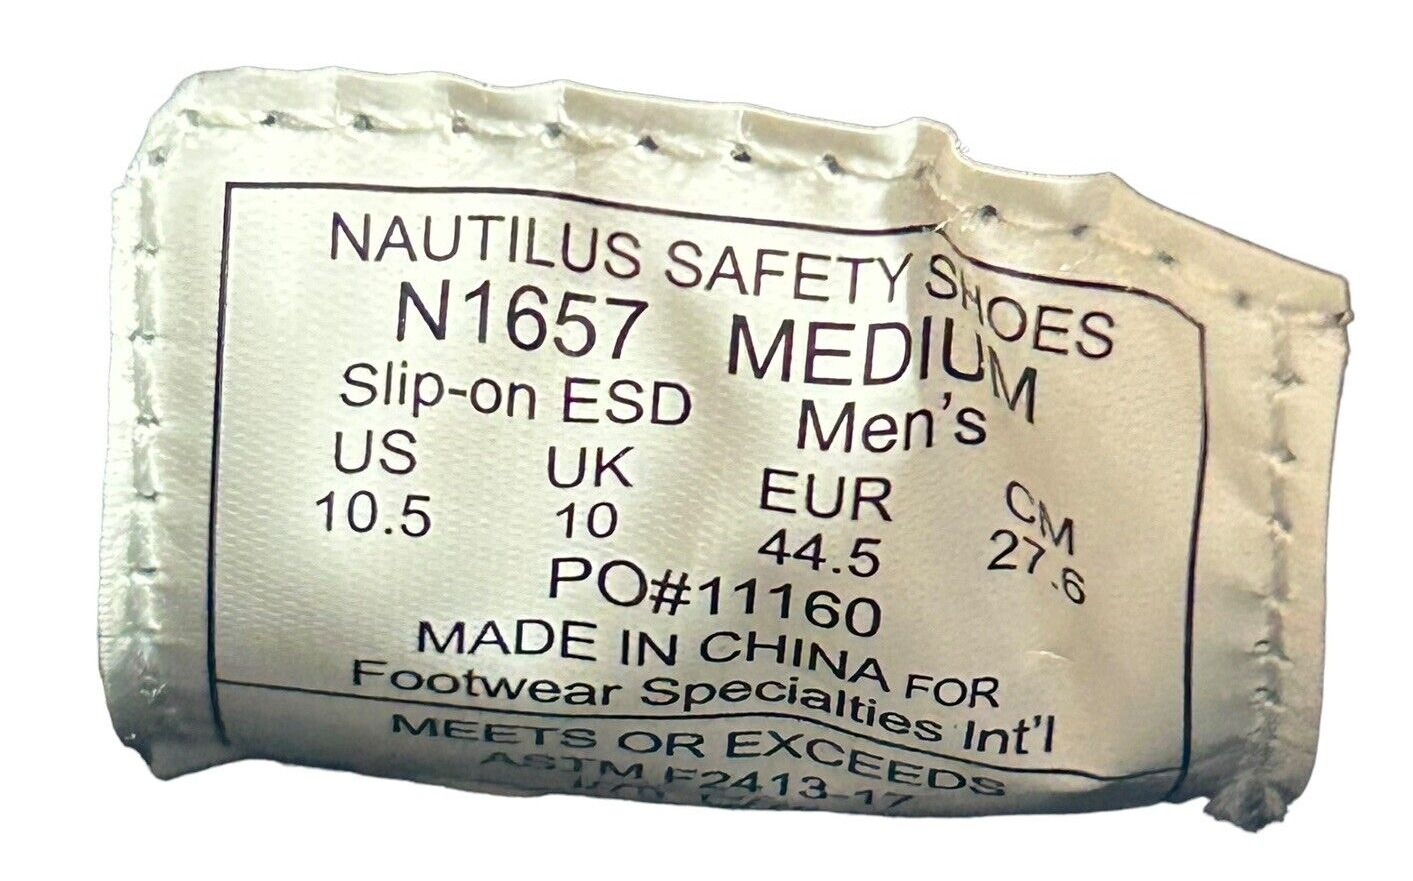 NAUTILUS SAFETY SHOES
N1657 MEDIUM
Slip-on ESD Men's
US UK EUR CM
10.5 10 44.5 27.6
PO#11160
MADE IN CHINA FOR
Footwear Specialties Int'l
MEETS OR EXCEEDS
ASTM F2413-17